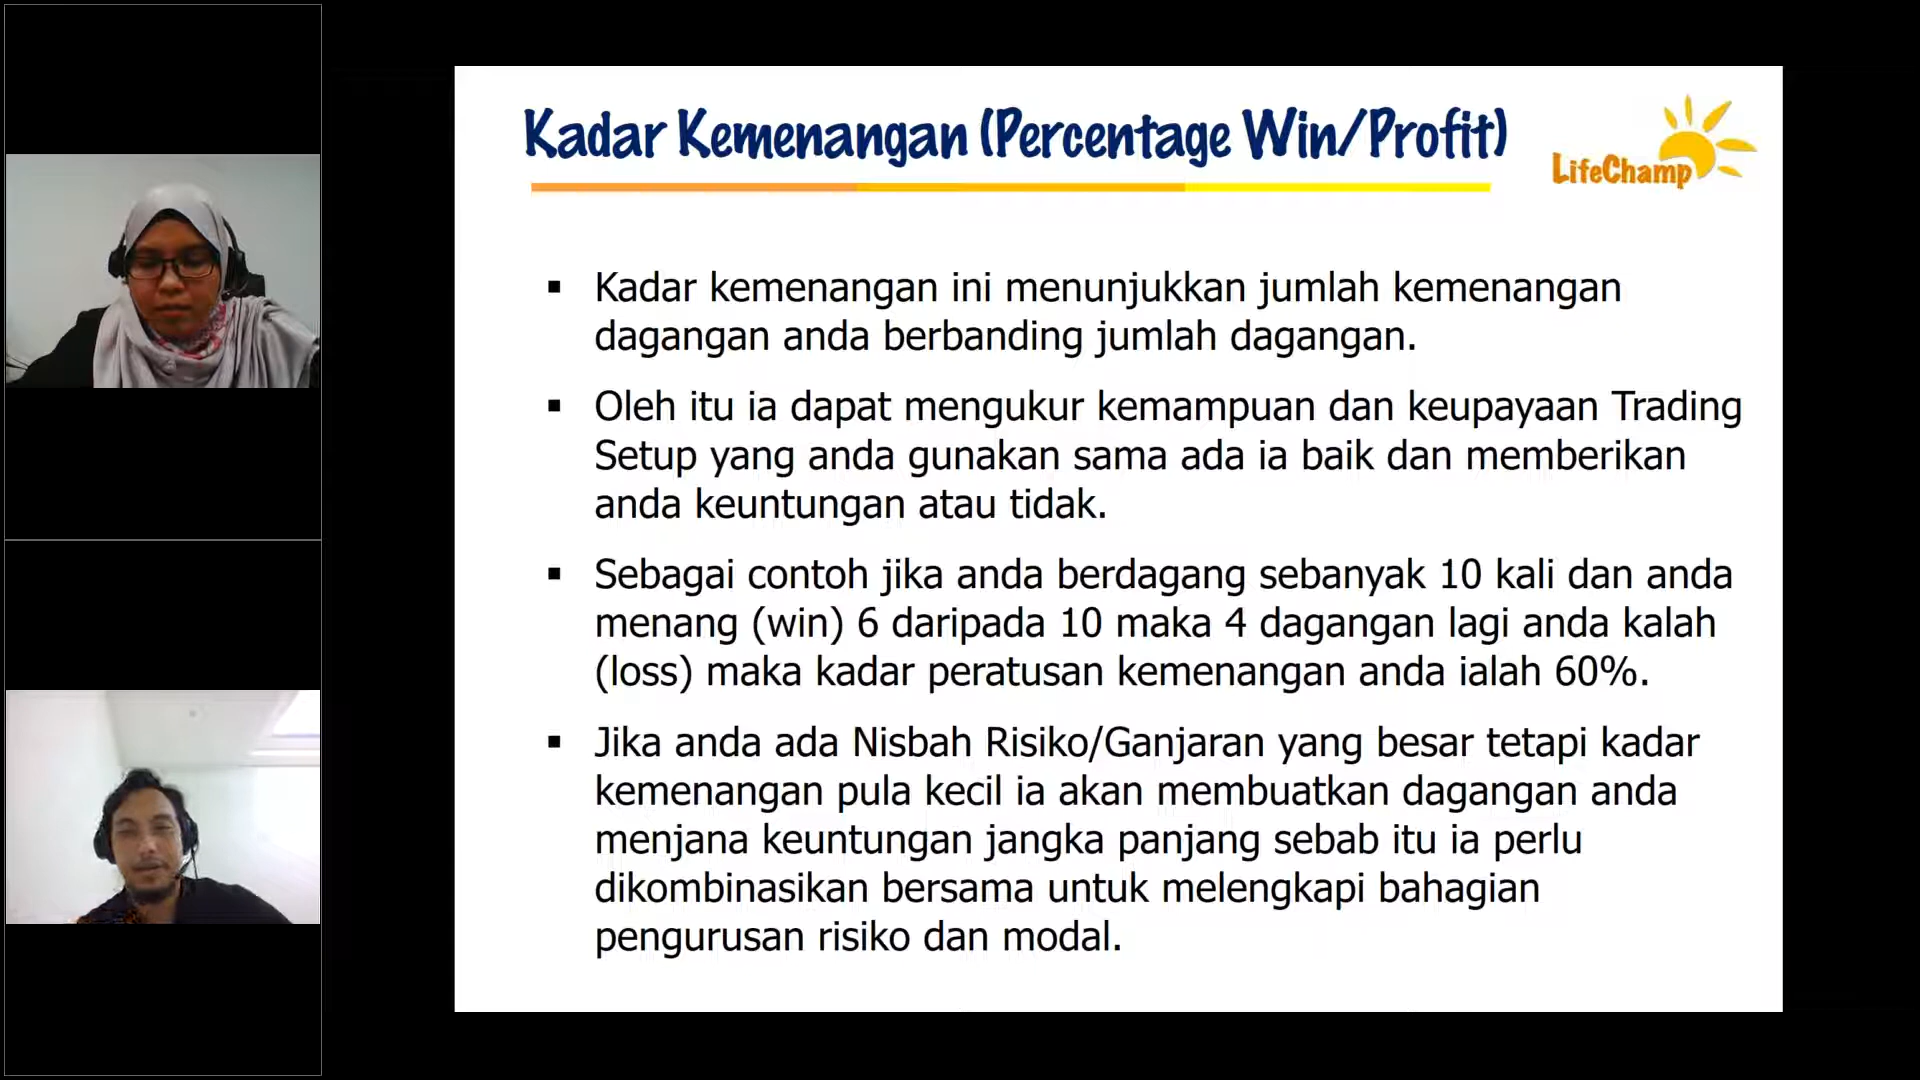 Kadar Kemenangan (Percentage Win/Profit)
LifeChamp
▪ Kadar kemenangan ini menunjukkan jumlah kemenangan
dagangan anda berbanding jumlah dagangan.
▪ Oleh itu ia dapat mengukur kemampuan dan keupayaan Trading
Setup yang anda gunakan sama ada ia baik dan memberikan
anda keuntungan atau tidak.
▪ Sebagai contoh jika anda berdagang sebanyak 10 kali dan anda
menang (win) 6 daripada 10 maka 4 dagangan lagi anda kalah
(loss) maka kadar peratusan kemenangan anda ialah 60%.
▪ Jika anda ada Nisbah Risiko/Ganjaran yang besar tetapi kadar
kemenangan pula kecil ia akan membuatkan dagangan anda
menjana keuntungan jangka panjang sebab itu ia perlu
dikombinasikan bersama untuk melengkapi bahagian
pengurusan risiko dan modal.